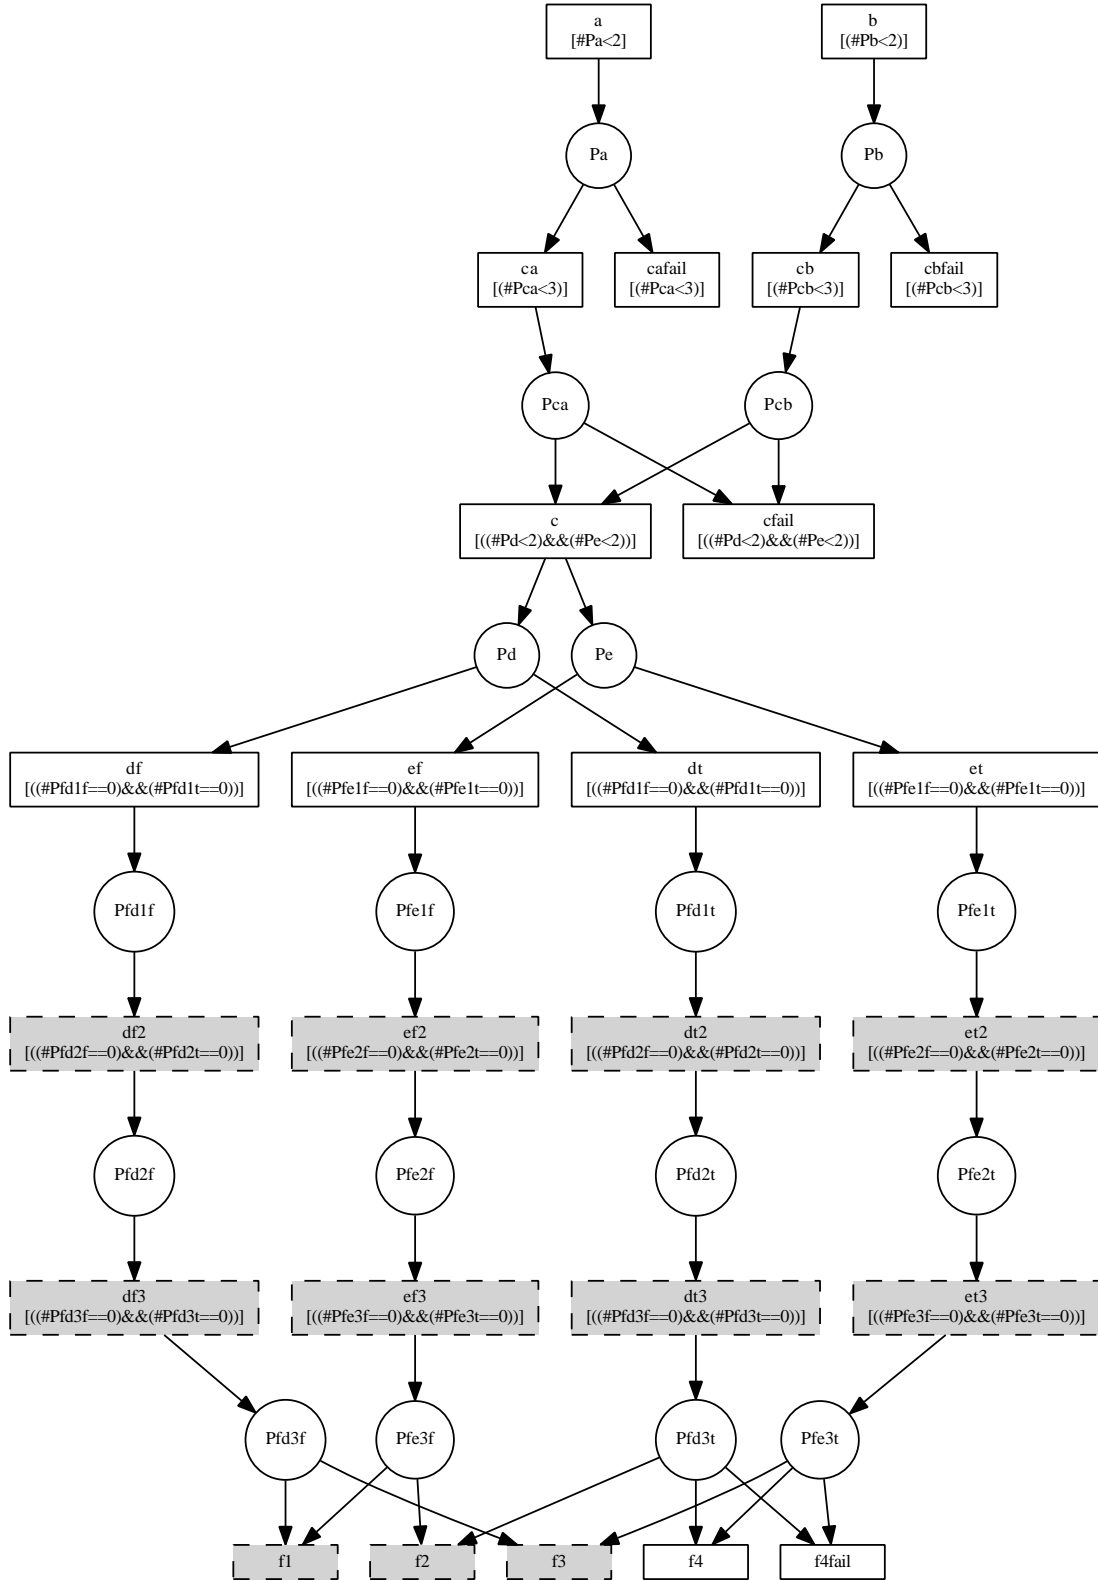 a
[#Pa<2]
b
[(#Pb<2)]
Pa
Pb
ca
[(#Pca<3)]
cafail
[(#Pca<3)]
cb
[(#Pcb<3)]
cbfail
[(#Pcb<3)]
Pca
Pcb
c
[((#Pd<2)&&(#Pe<2))]
cfail
[((#Pd<2)&&(#Pe<2))]
Pd
Pe
df
[((#Pfd1f==0)&&(#Pfd1t==0))]
ef
[((#Pfe1f==0)&&(#Pfe1t==0))]
dt
[((#Pfd1f==0)&&(#Pfd1t==0))]
et
[((#Pfe1f==0)&&(#Pfe1t==0))]
Pfd1f
Pfe1f
Pfd1t
Pfe1t
df2
[((#Pfd2f==0)&&(#Pfd2t==0))]
ef2
[((#Pfe2f==0)&&(#Pfe2t==0))]
dt2
[((#Pfd2f==0)&&(#Pfd2t==0))]
et2
[((#Pfe2f==0)&&(#Pfe2t==0))]
Pfd2f
Pfe2f
Pfd2t
Pfe2t
df3
[((#Pfd3f==0)&&(#Pfd3t==0))]
ef3
[((#Pfe3f==0)&&(#Pfe3t==0))]
dt3
[((#Pfd3f==0)&&(#Pfd3t==0))]
et3
[((#Pfe3f==0)&&(#Pfe3t==0))]
Pfd3f
Pfe3f
Pfd3t
Pfe3t
f1
f2
f3
f4
f4fail